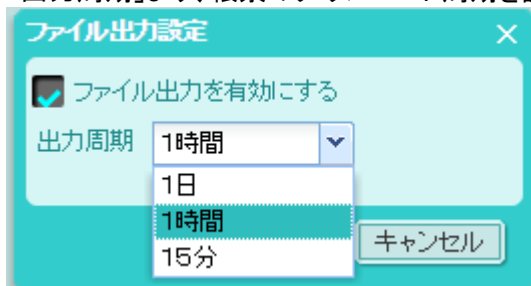 ファイル出力設定
ファイル出力を有効にする
出力周期 1時間
1日
1時間
15分
キャンセル